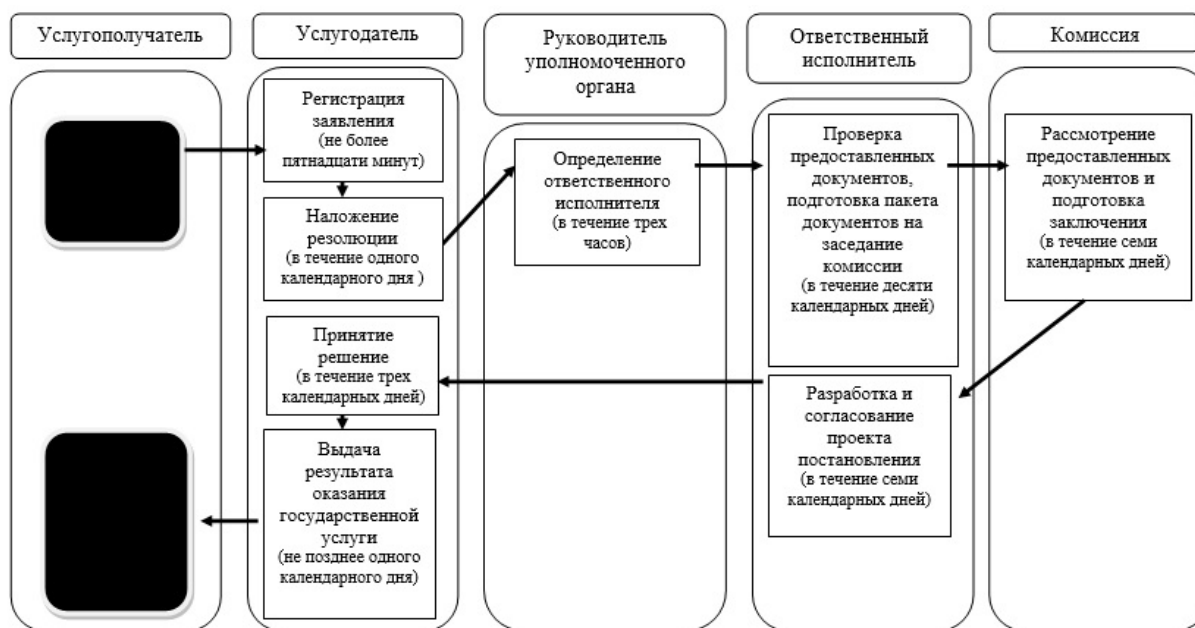 Услугополучатель
Услугодатель
Руководитель
уполномоченного
органа
Ответственный
исполнитель
Комиссия
Регистрация
заявления
(не более
пятнадцати минут)
Наложение
резолюции
(в течение одного
календарного дня )
Определение
ответственного
исполнителя
(в течение трех
часов)
Проверка
предоставленных
документов,
подготовка пакета
документов на
заседание
комиссии
(в течение десяти
календарных дней)
Рассмотрение
предоставленных
документов и
подготовка
заключения
(в течение семи
календарных дней)
Разработка и
согласование
проекта
постановления
(в течение семи
календарных дней)
Принятие
решение
(в течение трех
календарных дней)
Выдача
результата
оказания
государственной
услуги
(не позднее одного
календарного дня)